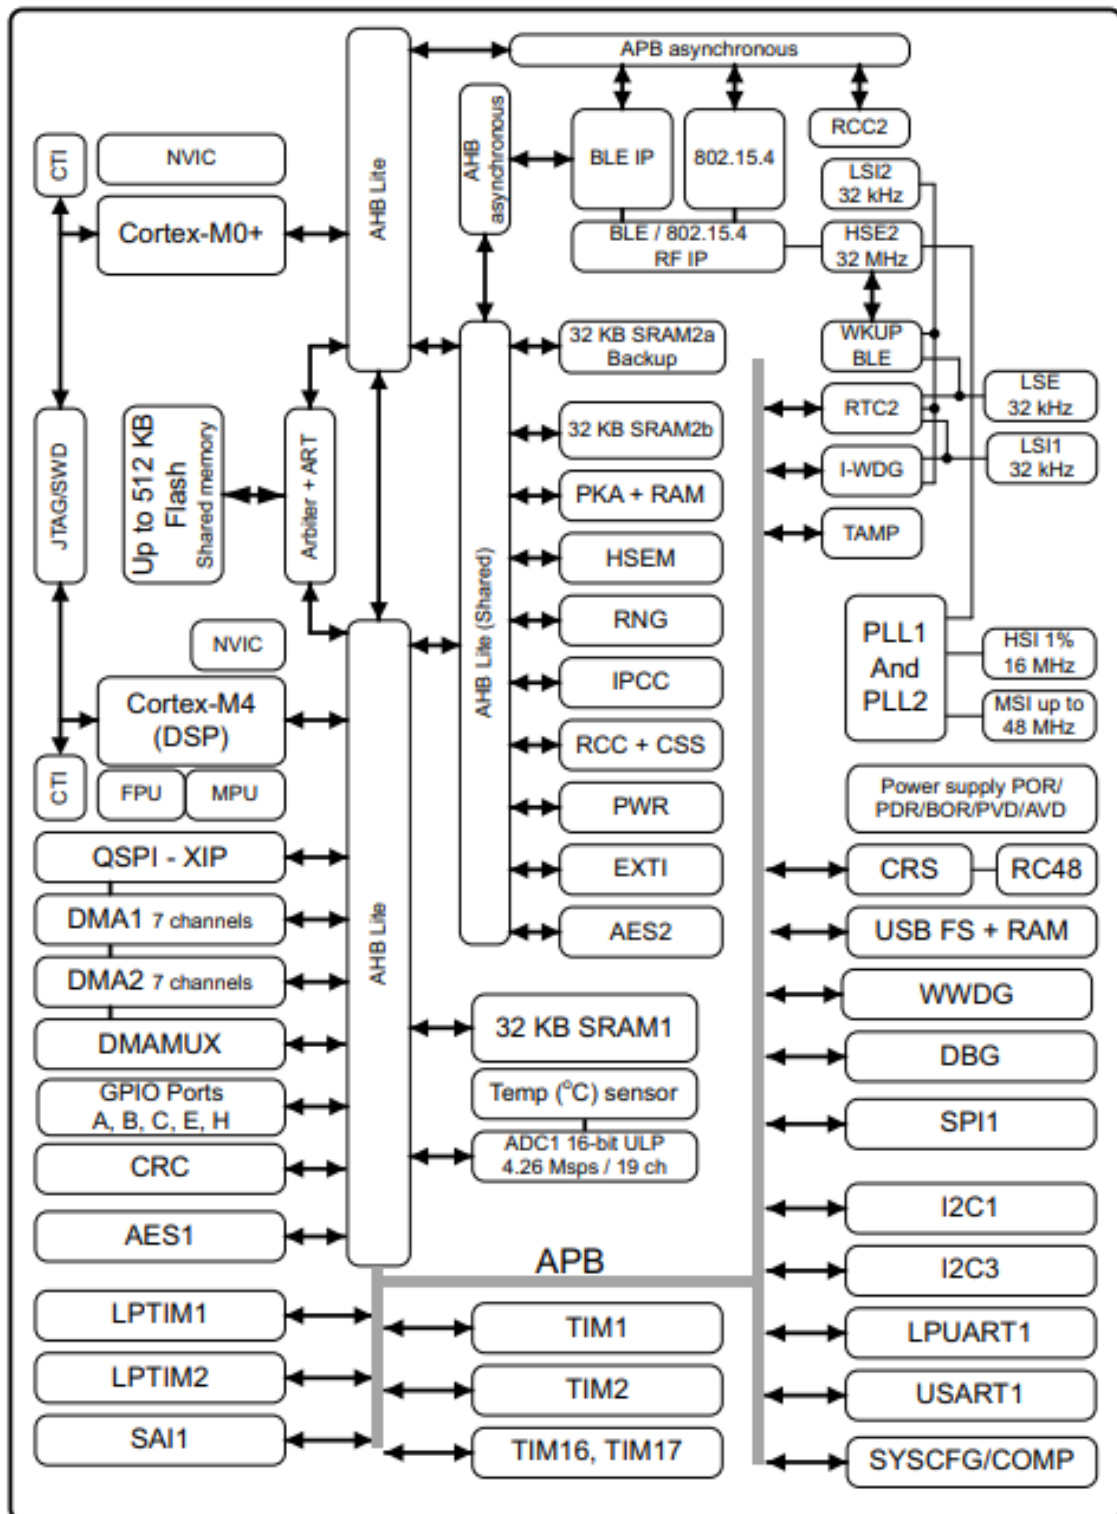 APB asynchronous
AHB Lite
AHB
asynchronous
BLE IP
802.15.4
RCC2
CTI
NVIC
LSI2
32 kHz
Cortex-M0+
BLE / 802.15.4
RF IP
HSE2
32 MHz
32 KB SRAM2a
Backup
WKUP
BLE
LSE
32 kHz
RTC2
JTAG/SWD
Up to 512 KB
Flash
Shared memory
Arbiter + ART
AHB Lite (Shared)
32 KB SRAM2b
LSI1
32 kHz
I-WDG
PKA + RAM
TAMP
HSEM
RNG
PLL1
And
PLL2
HSI 1%
16 MHz
NVIC
IPCC
MSI up to
48 MHz
Cortex-M4
(DSP)
RCC + CSS
CTI
FPU
MPU
PWR
Power supply POR/
PDR/BOR/PVD/AVD
QSPI - XIP
EXTI
CRS
RC48
DMA1 7 channels
AHB Lite
AES2
USB FS + RAM
DMA2 7 channels
WWDG
DMAMUX
32 KB SRAM1
DBG
GPIO Ports
A, B, C, E, H
Temp (°C) sensor
SPI1
CRC
ADC1 16-bit ULP
4.26 Msps / 19 ch
I2C1
AES1
APB
I2C3
LPTIM1
TIM1
LPUART1
LPTIM2
TIM2
USART1
SAI1
TIM16, TIM17
SYSCFG/COMP